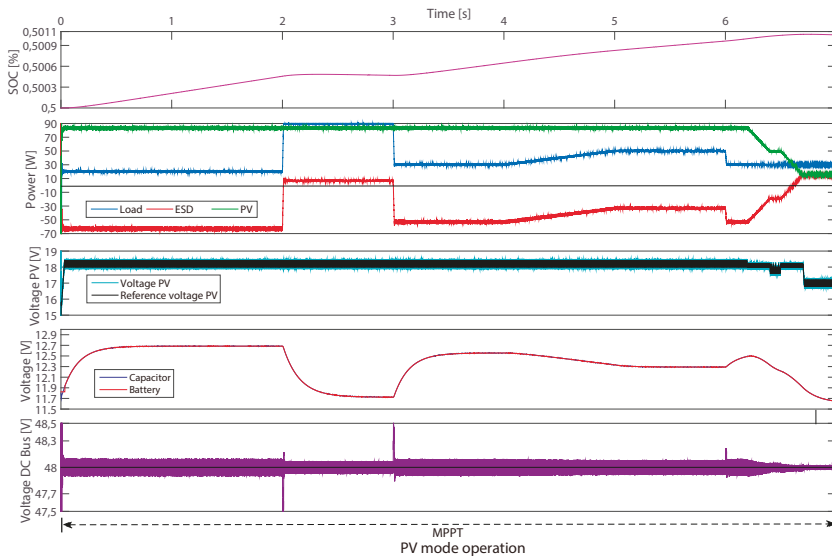 Time [s]
0 1 2 3 4 5 6
SOC [%]
0,5011
0,5009
0,5006
0,5003
0,5
Power [W]
90
70
50
30
10
-10
-30
-50
-70
Load ESD PV
Voltage PV [V]
19
18
17
16
15
Voltage PV
Reference voltage PV
Voltage [V]
12.9
12.7
12.5
12.3
12.1
11.9
11.7
11.5
Capacitor
Battery
Voltage DC Bus [V]
48,5
48,3
48
47,7
47,5
MPPT
PV mode operation